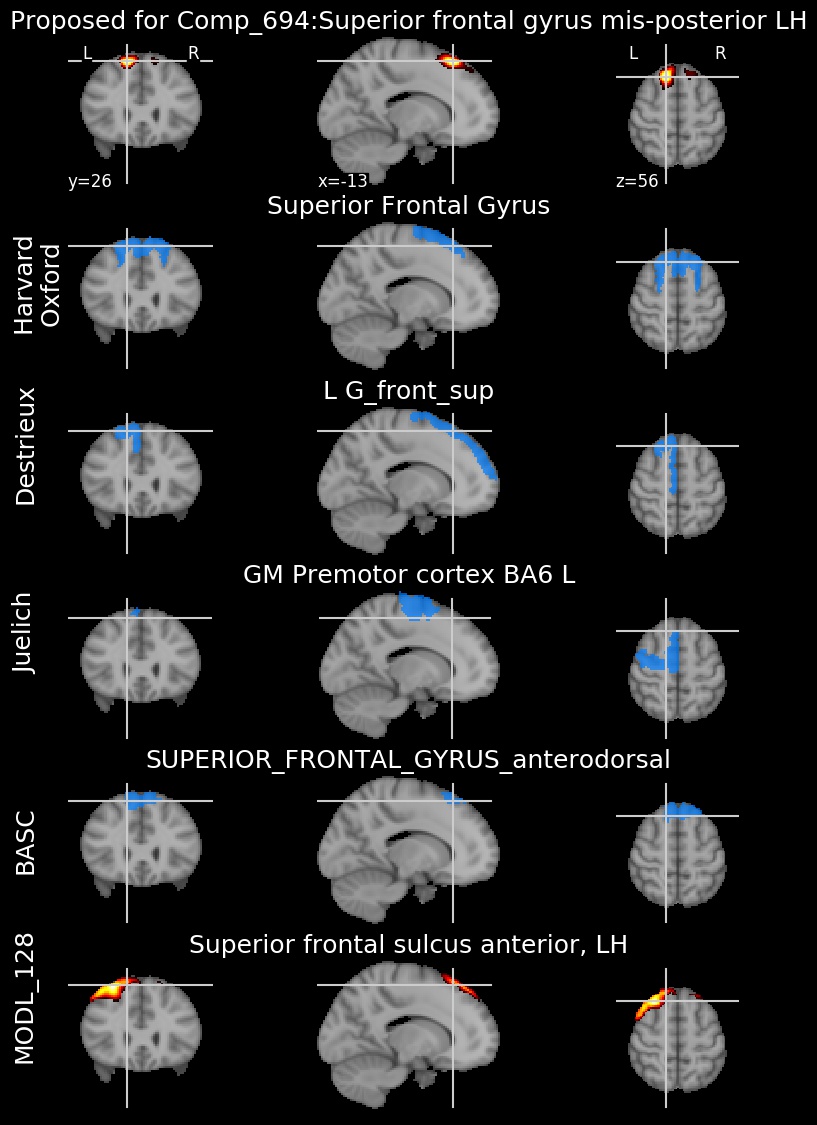 Proposed for Comp_694:Superior frontal gyrus mis-posterior LH
L R L R
y=26 x=-13 z=56
Superior Frontal Gyrus
Harvard
Oxford
L G_front_sup
Destrieux
GM Premotor cortex BA6 L
Juelich
SUPERIOR_FRONTAL_GYRUS_anterodorsal
BASC
Superior frontal sulcus anterior, LH
MODL_128